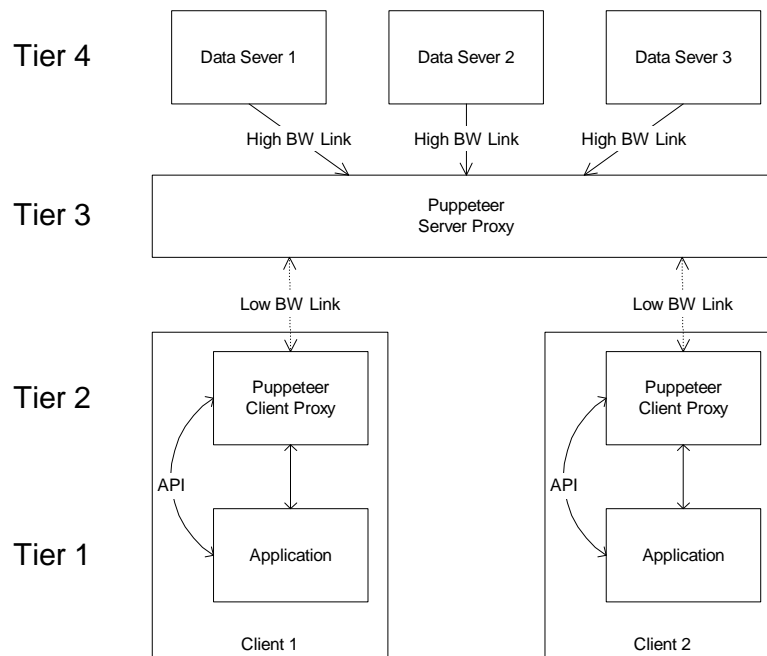 Tier 4
Data Sever 1
Data Sever 2
Data Sever 3
High BW Link
High BW Link
High BW Link
Tier 3
Puppeteer
Server Proxy
Low BW Link
Low BW Link
Tier 2
Puppeteer
Client Proxy
Puppeteer
Client Proxy
API
API
Tier 1
Application
Application
Client 1
Client 2